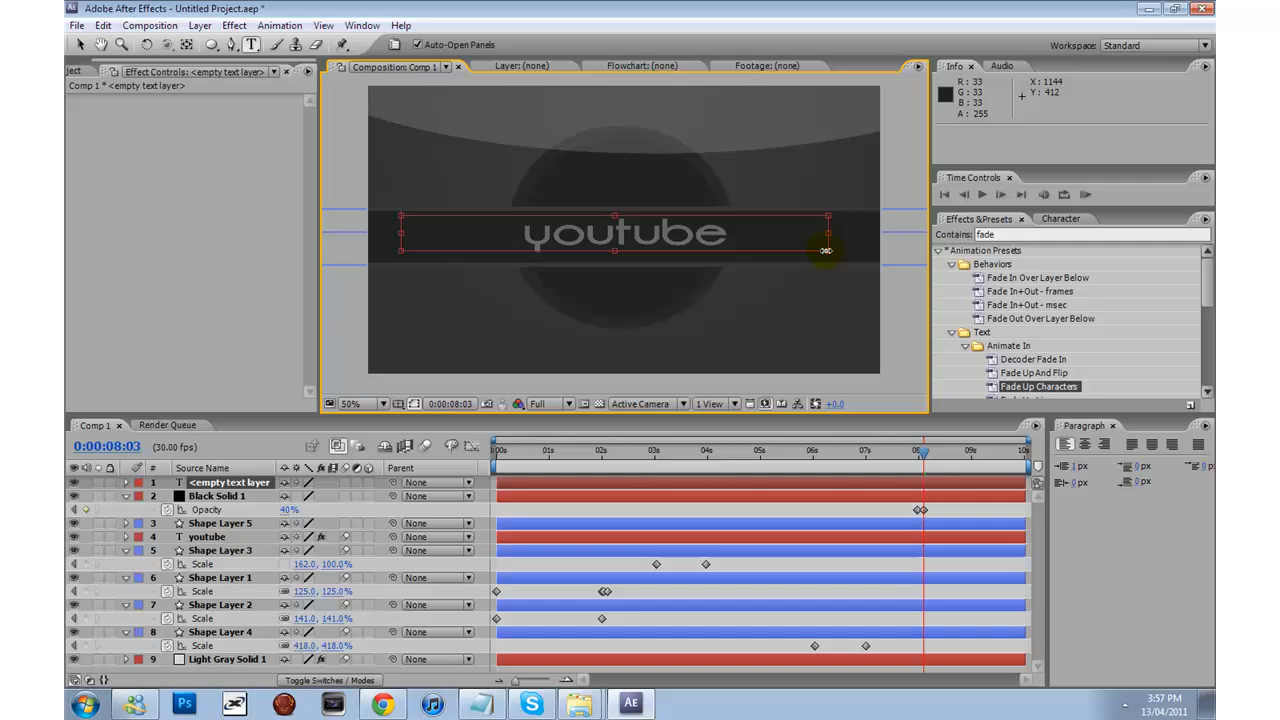 Adobe After Effects - Untitled Project.aep *
File Edit Composition Layer Effect Animation View Window Help
Auto-Open Panels
Workspace: Standard
ject Effect Controls: <empty text layer>
Comp 1 * <empty text layer>
Composition: Comp 1 Layer: (none) Flowchart: (none) Footage: (none)
youtube
50% 0:00:08:03 Full Active Camera 1 View +0.0
Info Audio
R: 33
G: 33
B: 33
A: 255
X: 1144
Y: 412
Time Controls
Effects & Presets Character
Contains: fade
* Animation Presets
Behaviors
Fade In Over Layer Below
Fade In+Out - frames
Fade In+Out - msec
Fade Out Over Layer Below
Text
Animate In
Decoder Fade In
Fade Up And Flip
Fade Up Characters
Comp 1 Render Queue
0:00:08:03 (30.00 fps)
:00s 01s 02s 03s 04s 05s 06s 07s 10s
# Source Name Parent
1 T <empty text layer None
2 Black Solid 1 None
Opacity 40%
3 Shape Layer 5 None
4 T youtube None
5 Shape Layer 3 None
Scale 162.0, 100.0%
6 Shape Layer 1 None
Scale 125.0, 125.0%
7 Shape Layer 2 None
Scale 141.0, 141.0%
8 Shape Layer 4 None
Scale 418.0, 418.0%
9 Light Gray Solid 1 None
Toggle Switches / Modes
Paragraph
1 px 0 px 0 p
0 px 0 px
Ps S AE
3:57 PM
13/04/2011